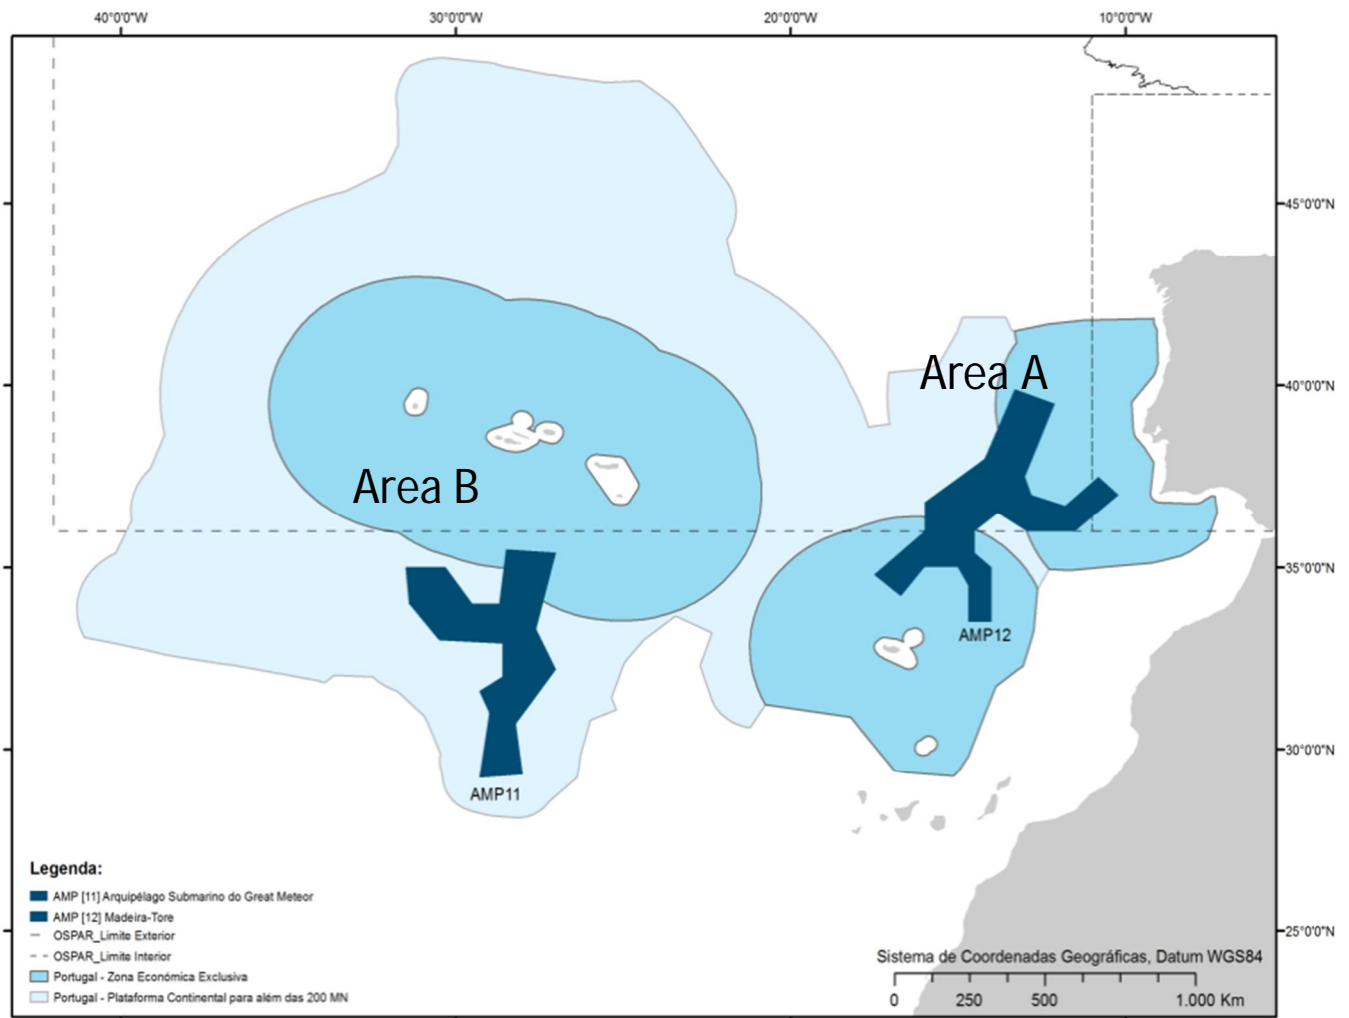 40°0'0"W
30°0'0"W
20°0'0"W
10°0'0"W
45°0'0"N
Area A
40°0'0"N
Area B
35°0'0"N
AMP12
30°0'0"N
AMP11
Legenda:
AMP [11] Arquipélago Submarino do Great Meteor
AMP [12] Madeira-Tore
OSPAR_Limite Exterior
OSPAR_Limite Interior
Portugal - Zona Económica Exclusiva
Portugal - Plataforma Continental para além das 200 MN
25°0'0"N
Sistema de Coordenadas Geográficas, Datum WGS84
0 250 500 1.000 Km